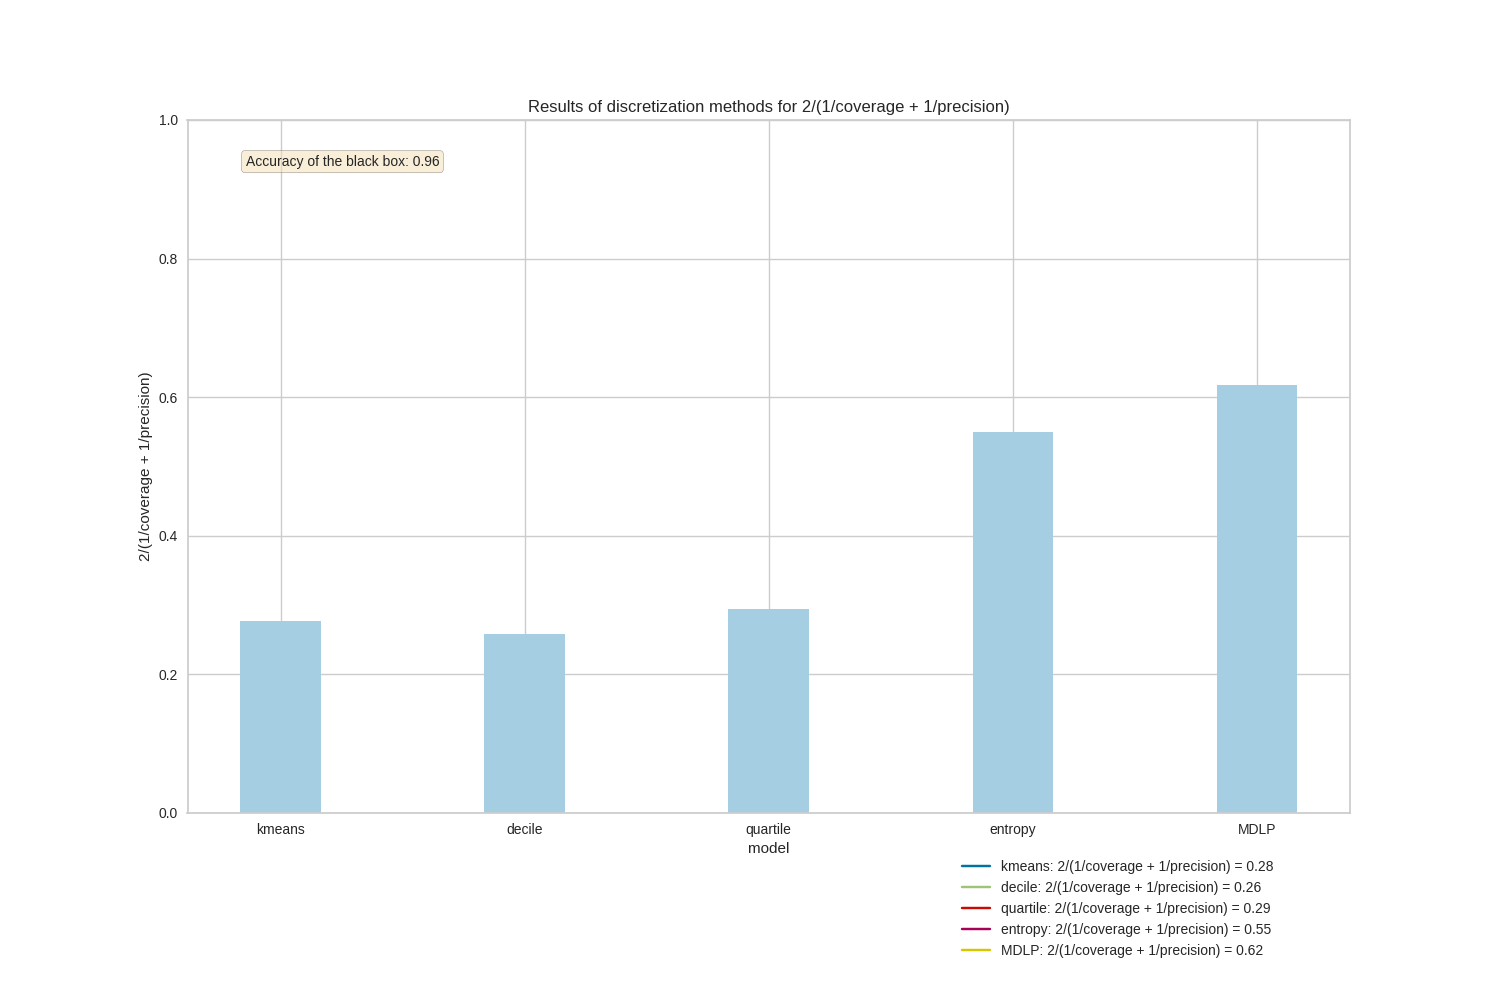 Results of discretization methods for 2/(1/coverage + 1/precision)
1.0
Accuracy of the black box: 0.96
0.8
0.6
2/(1/coverage + 1/precision)
0.4
0.2
0.0
kmeans
decile
quartile
entropy
MDLP
model
kmeans: 2/(1/coverage + 1/precision) = 0.28
decile: 2/(1/coverage + 1/precision) = 0.26
quartile: 2/(1/coverage + 1/precision) = 0.29
entropy: 2/(1/coverage + 1/precision) = 0.55
MDLP: 2/(1/coverage + 1/precision) = 0.62